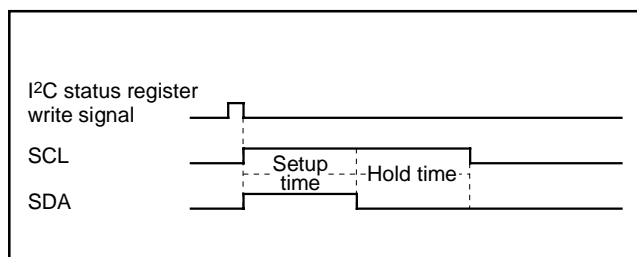 I²C status register
write signal
SCL
Setup
time
Hold time
SDA